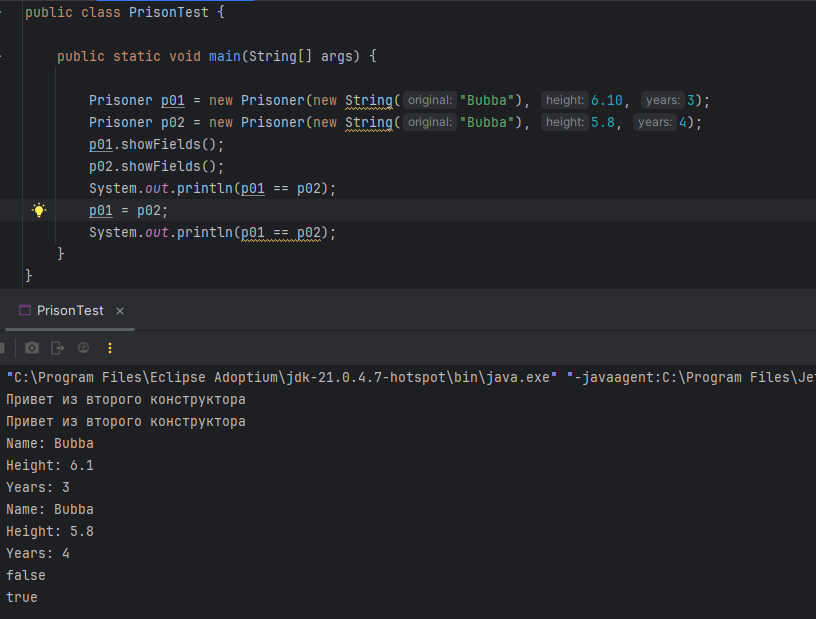 public class PrisonTest {
public static void main(String[] args) {
Prisoner p01 = new Prisoner(new String( original: "Bubba"), height: 6.10, years: 3);
Prisoner p02 = new Prisoner(new String( original: "Bubba"), height: 5.8, years: 4);
p01.showFields();
p02.showFields();
System.out.println(p01 == p02);
p01 = p02;
System.out.println(p01 == p02);
}
}
PrisonTest ×
"C:\Program Files\Eclipse Adoptium\jdk-21.0.4.7-hotspot\bin\java.exe" "-javaagent:C:\Program Files\Je
Привет из второго конструктора
Привет из второго конструктора
Name: Bubba
Height: 6.1
Years: 3
Name: Bubba
Height: 5.8
Years: 4
false
true